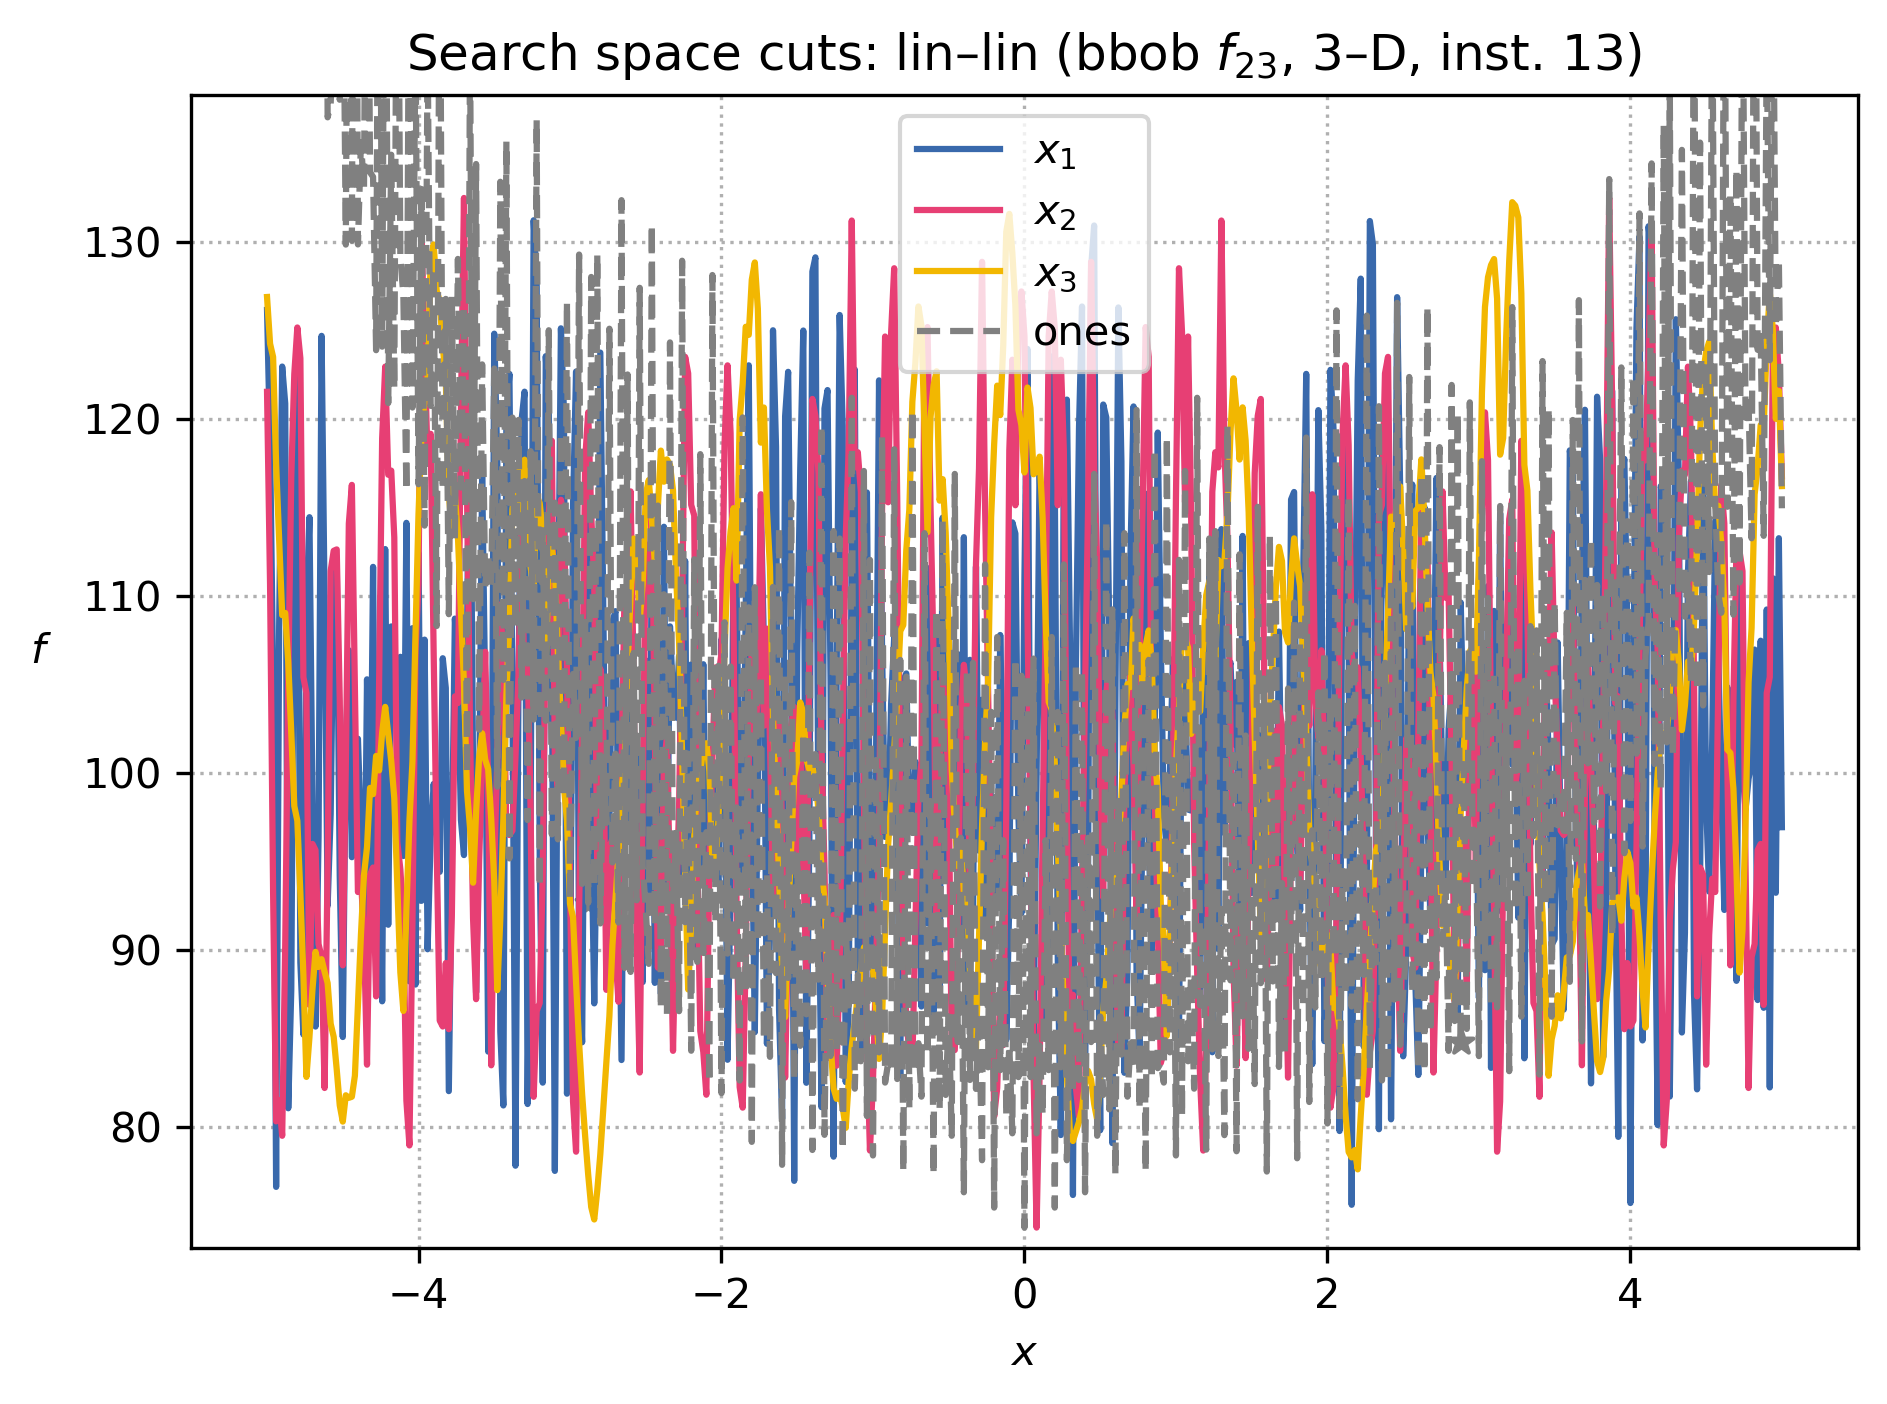 Search space cuts: lin–lin (bbob f₂₃, 3–D, inst. 13)
x₁
x₂
x₃
ones
130
120
110
100
90
80
f
−4
−2
0
2
4
x